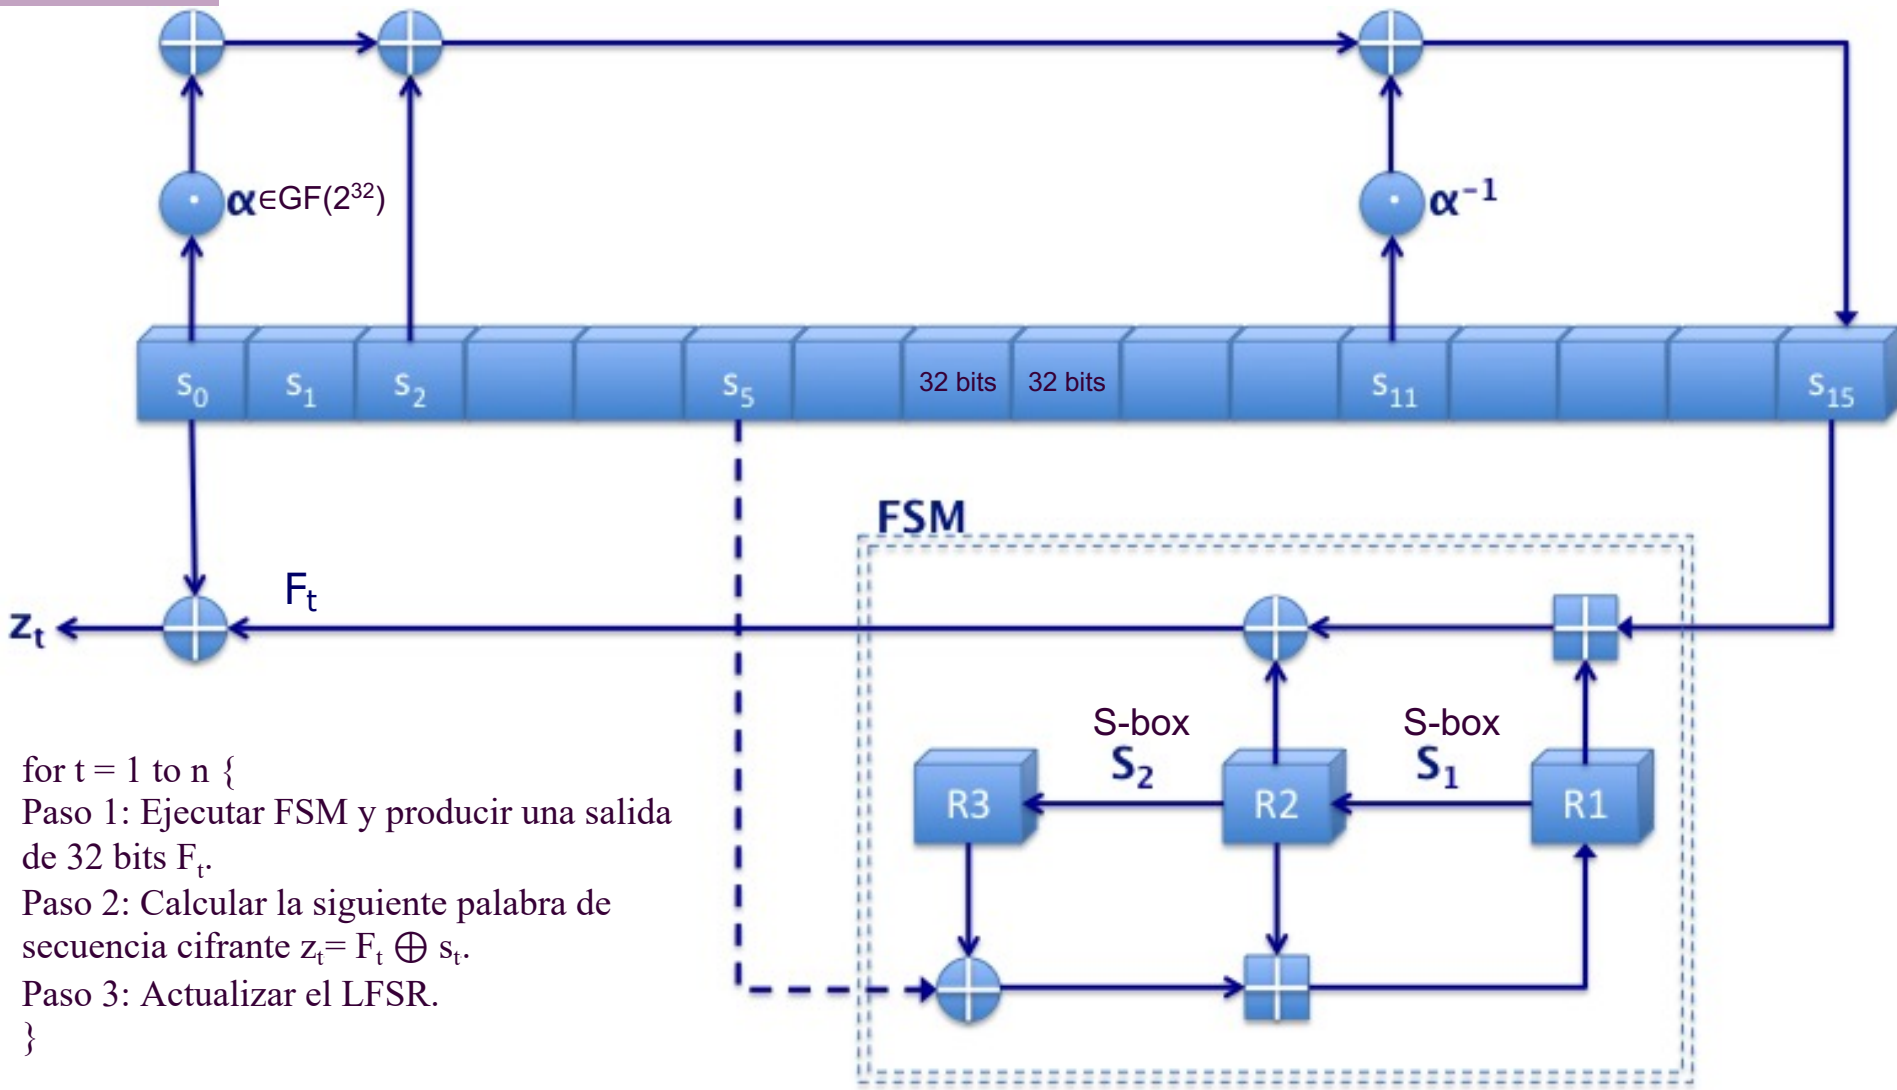 α∈GF(2³²)
α⁻¹
s₀ s₁ s₂ s₅ 32 bits 32 bits s₁₁ s₁₅
FSM
Fₜ
zₜ
S-box S-box
S₂ S₁
R3 R2 R1
for t = 1 to n {
Paso 1: Ejecutar FSM y producir una salida
de 32 bits Fₜ.
Paso 2: Calcular la siguiente palabra de
secuencia cifrante zₜ= Fₜ ⊕ sₜ.
Paso 3: Actualizar el LFSR.
}